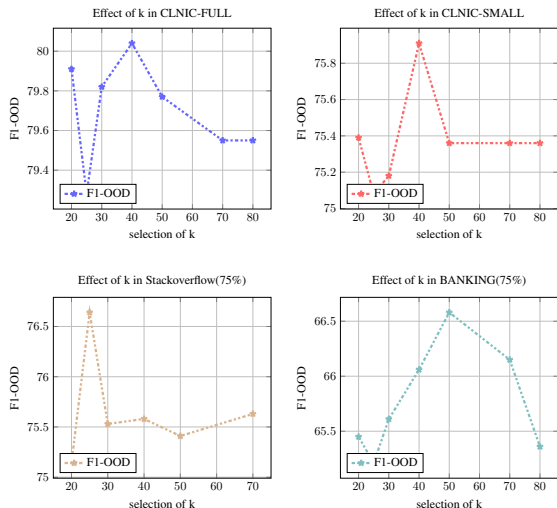 Effect of k in CLNIC-FULL
80
79.8
79.6
79.4
F1-OOD
F1-OOD
20 30 40 50 60 70 80
selection of k
Effect of k in CLNIC-SMALL
75.8
75.6
75.4
75.2
75
F1-OOD
F1-OOD
20 30 40 50 60 70 80
selection of k
Effect of k in Stackoverflow(75%)
76.5
76
75.5
75
F1-OOD
F1-OOD
20 30 40 50 60 70
selection of k
Effect of k in BANKING(75%)
66.5
66
65.5
F1-OOD
F1-OOD
20 30 40 50 60 70 80
selection of k